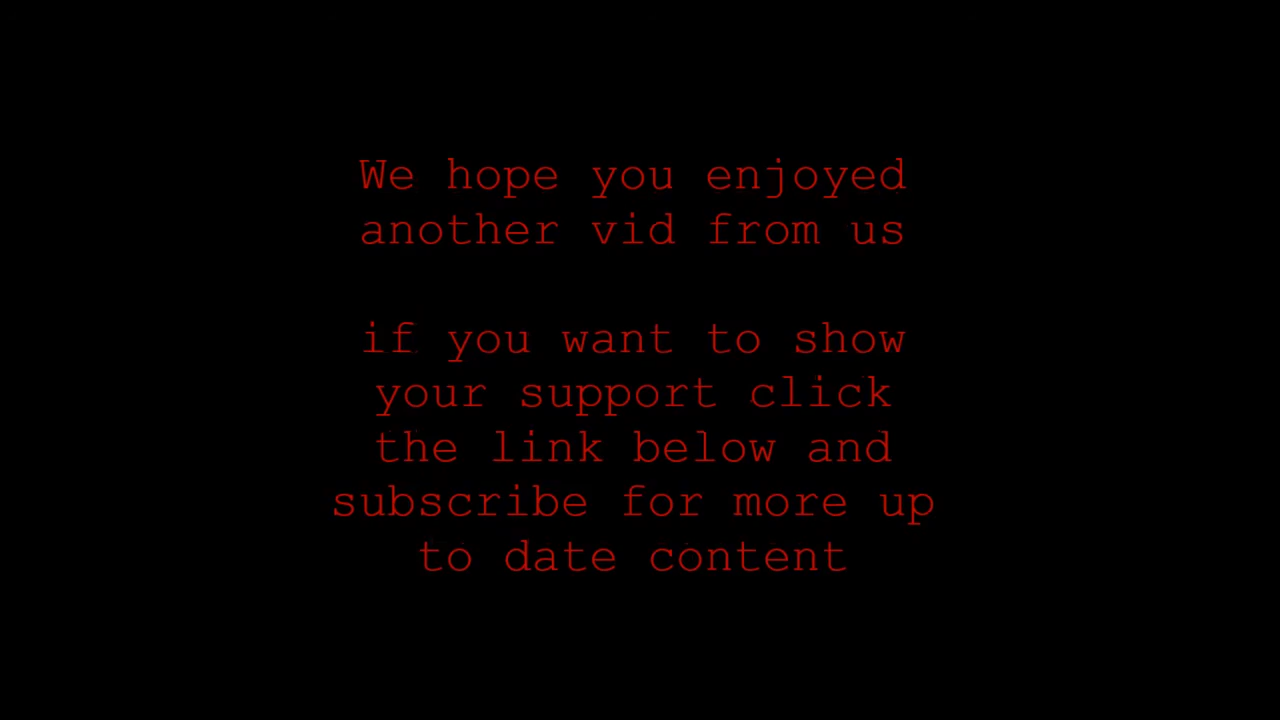 We hope you enjoyed
another vid from us
if you want to show
your support click
the link below and
subscribe for more up
to date content